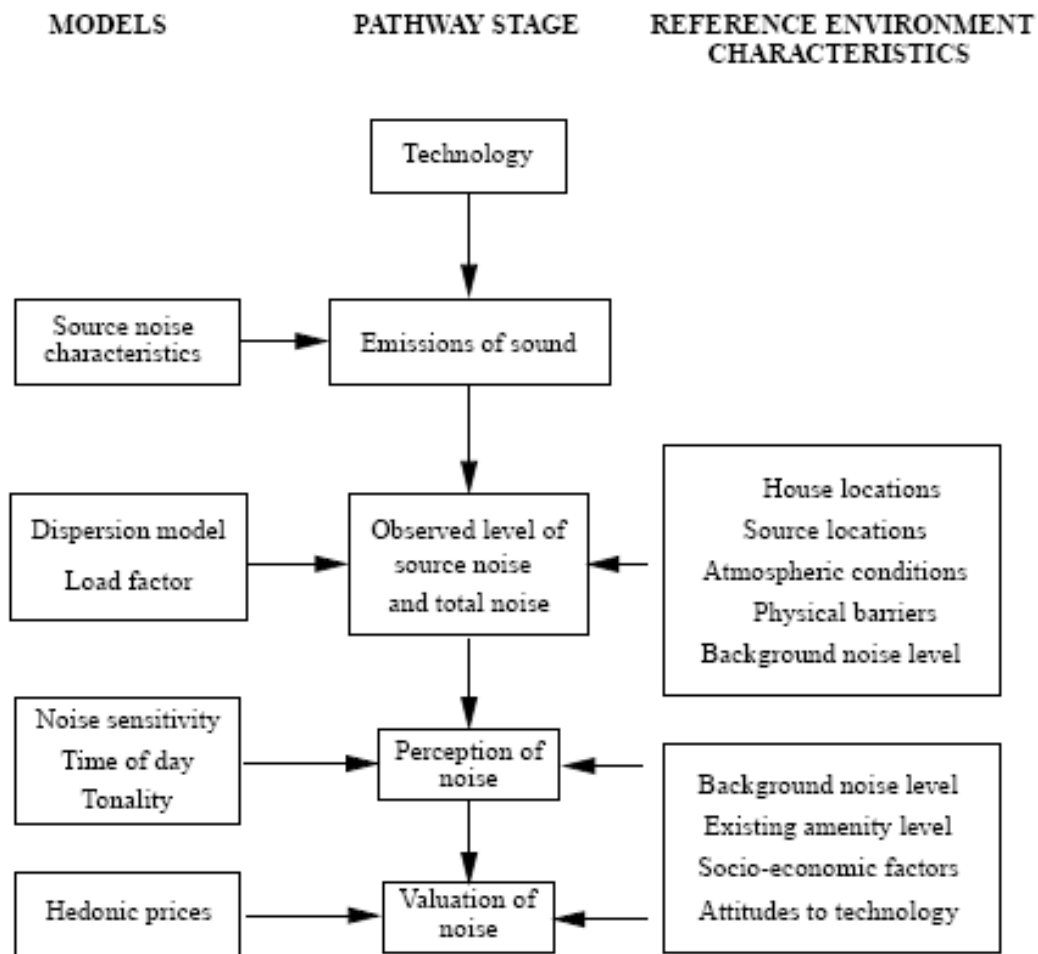 MODELS
PATHWAY STAGE
REFERENCE ENVIRONMENT
CHARACTERISTICS
Technology
Source noise
characteristics
Emissions of sound
Dispersion model
Load factor
Observed level of
source noise
and total noise
House locations
Source locations
Atmospheric conditions
Physical barriers
Background noise level
Noise sensitivity
Time of day
Tonality
Perception of
noise
Background noise level
Existing amenity level
Socio-economic factors
Attitudes to technology
Hedonic prices
Valuation of
noise